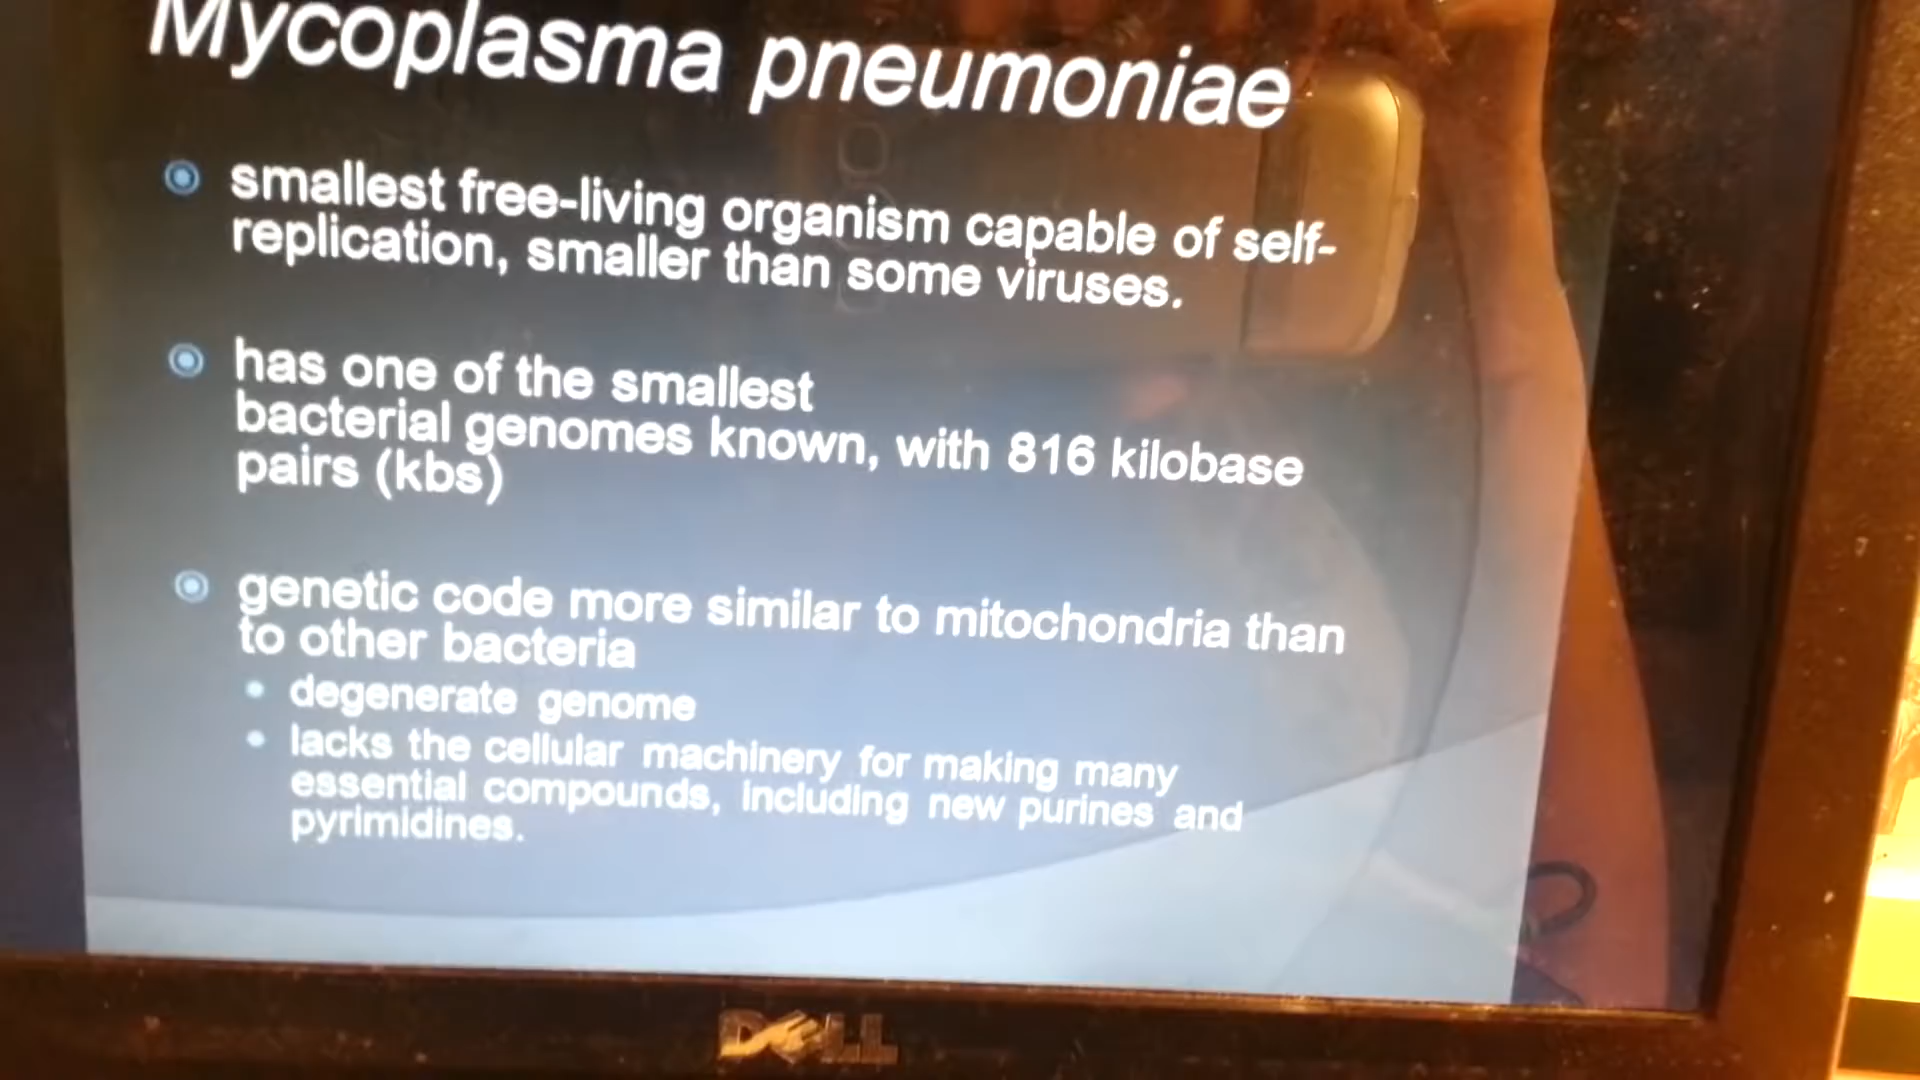 Mycoplasma pneumoniae
smallest free-living organism capable of self-
replication, smaller than some viruses.
has one of the smallest
bacterial genomes known, with 816 kilobase
pairs (kbs)
genetic code more similar to mitochondria than
to other bacteria
degenerate genome
lacks the cellular machinery for making many
essential compounds, including new purines and
pyrimidines.
DELL